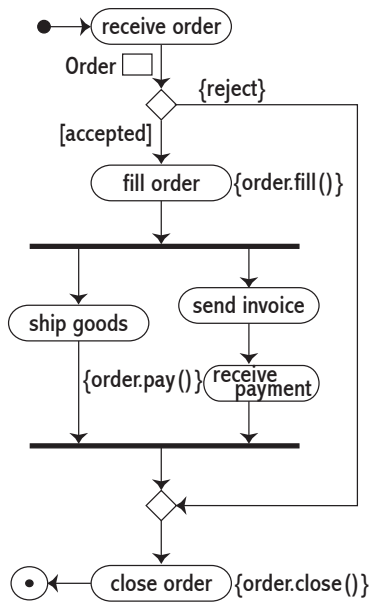 receive order
Order
{reject}
[accepted]
fill order
{order.fill()}
send invoice
ship goods
{order.pay()}
receive
payment
close order
{order.close()}